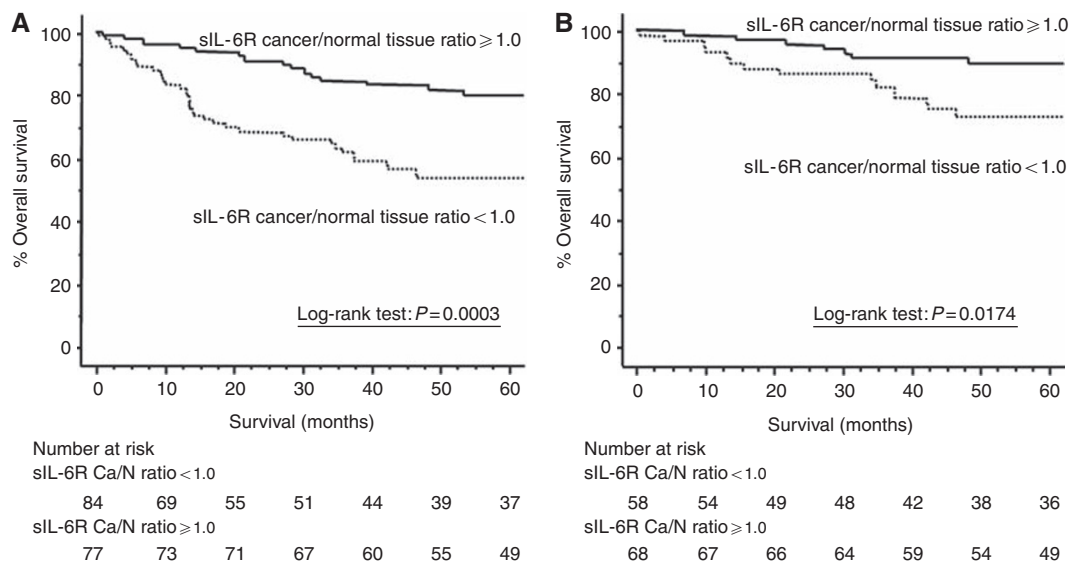 A
100
80
60
40
20
0
% Overall survival
sIL-6R cancer/normal tissue ratio ⩾ 1.0
sIL-6R cancer/normal tissue ratio < 1.0
Log-rank test: P = 0.0003
0 10 20 30 40 50 60
Survival (months)
Number at risk
sIL-6R Ca/N ratio < 1.0
84 69 55 51 44 39 37
sIL-6R Ca/N ratio ⩾ 1.0
77 73 71 67 60 55 49
B
100
80
60
40
20
0
% Overall survival
sIL-6R cancer/normal tissue ratio ⩾ 1.0
sIL-6R cancer/normal tissue ratio < 1.0
Log-rank test: P = 0.0174
0 10 20 30 40 50 60
Survival (months)
Number at risk
sIL-6R Ca/N ratio < 1.0
58 54 49 48 42 38 36
sIL-6R Ca/N ratio ⩾ 1.0
68 67 66 64 59 54 49